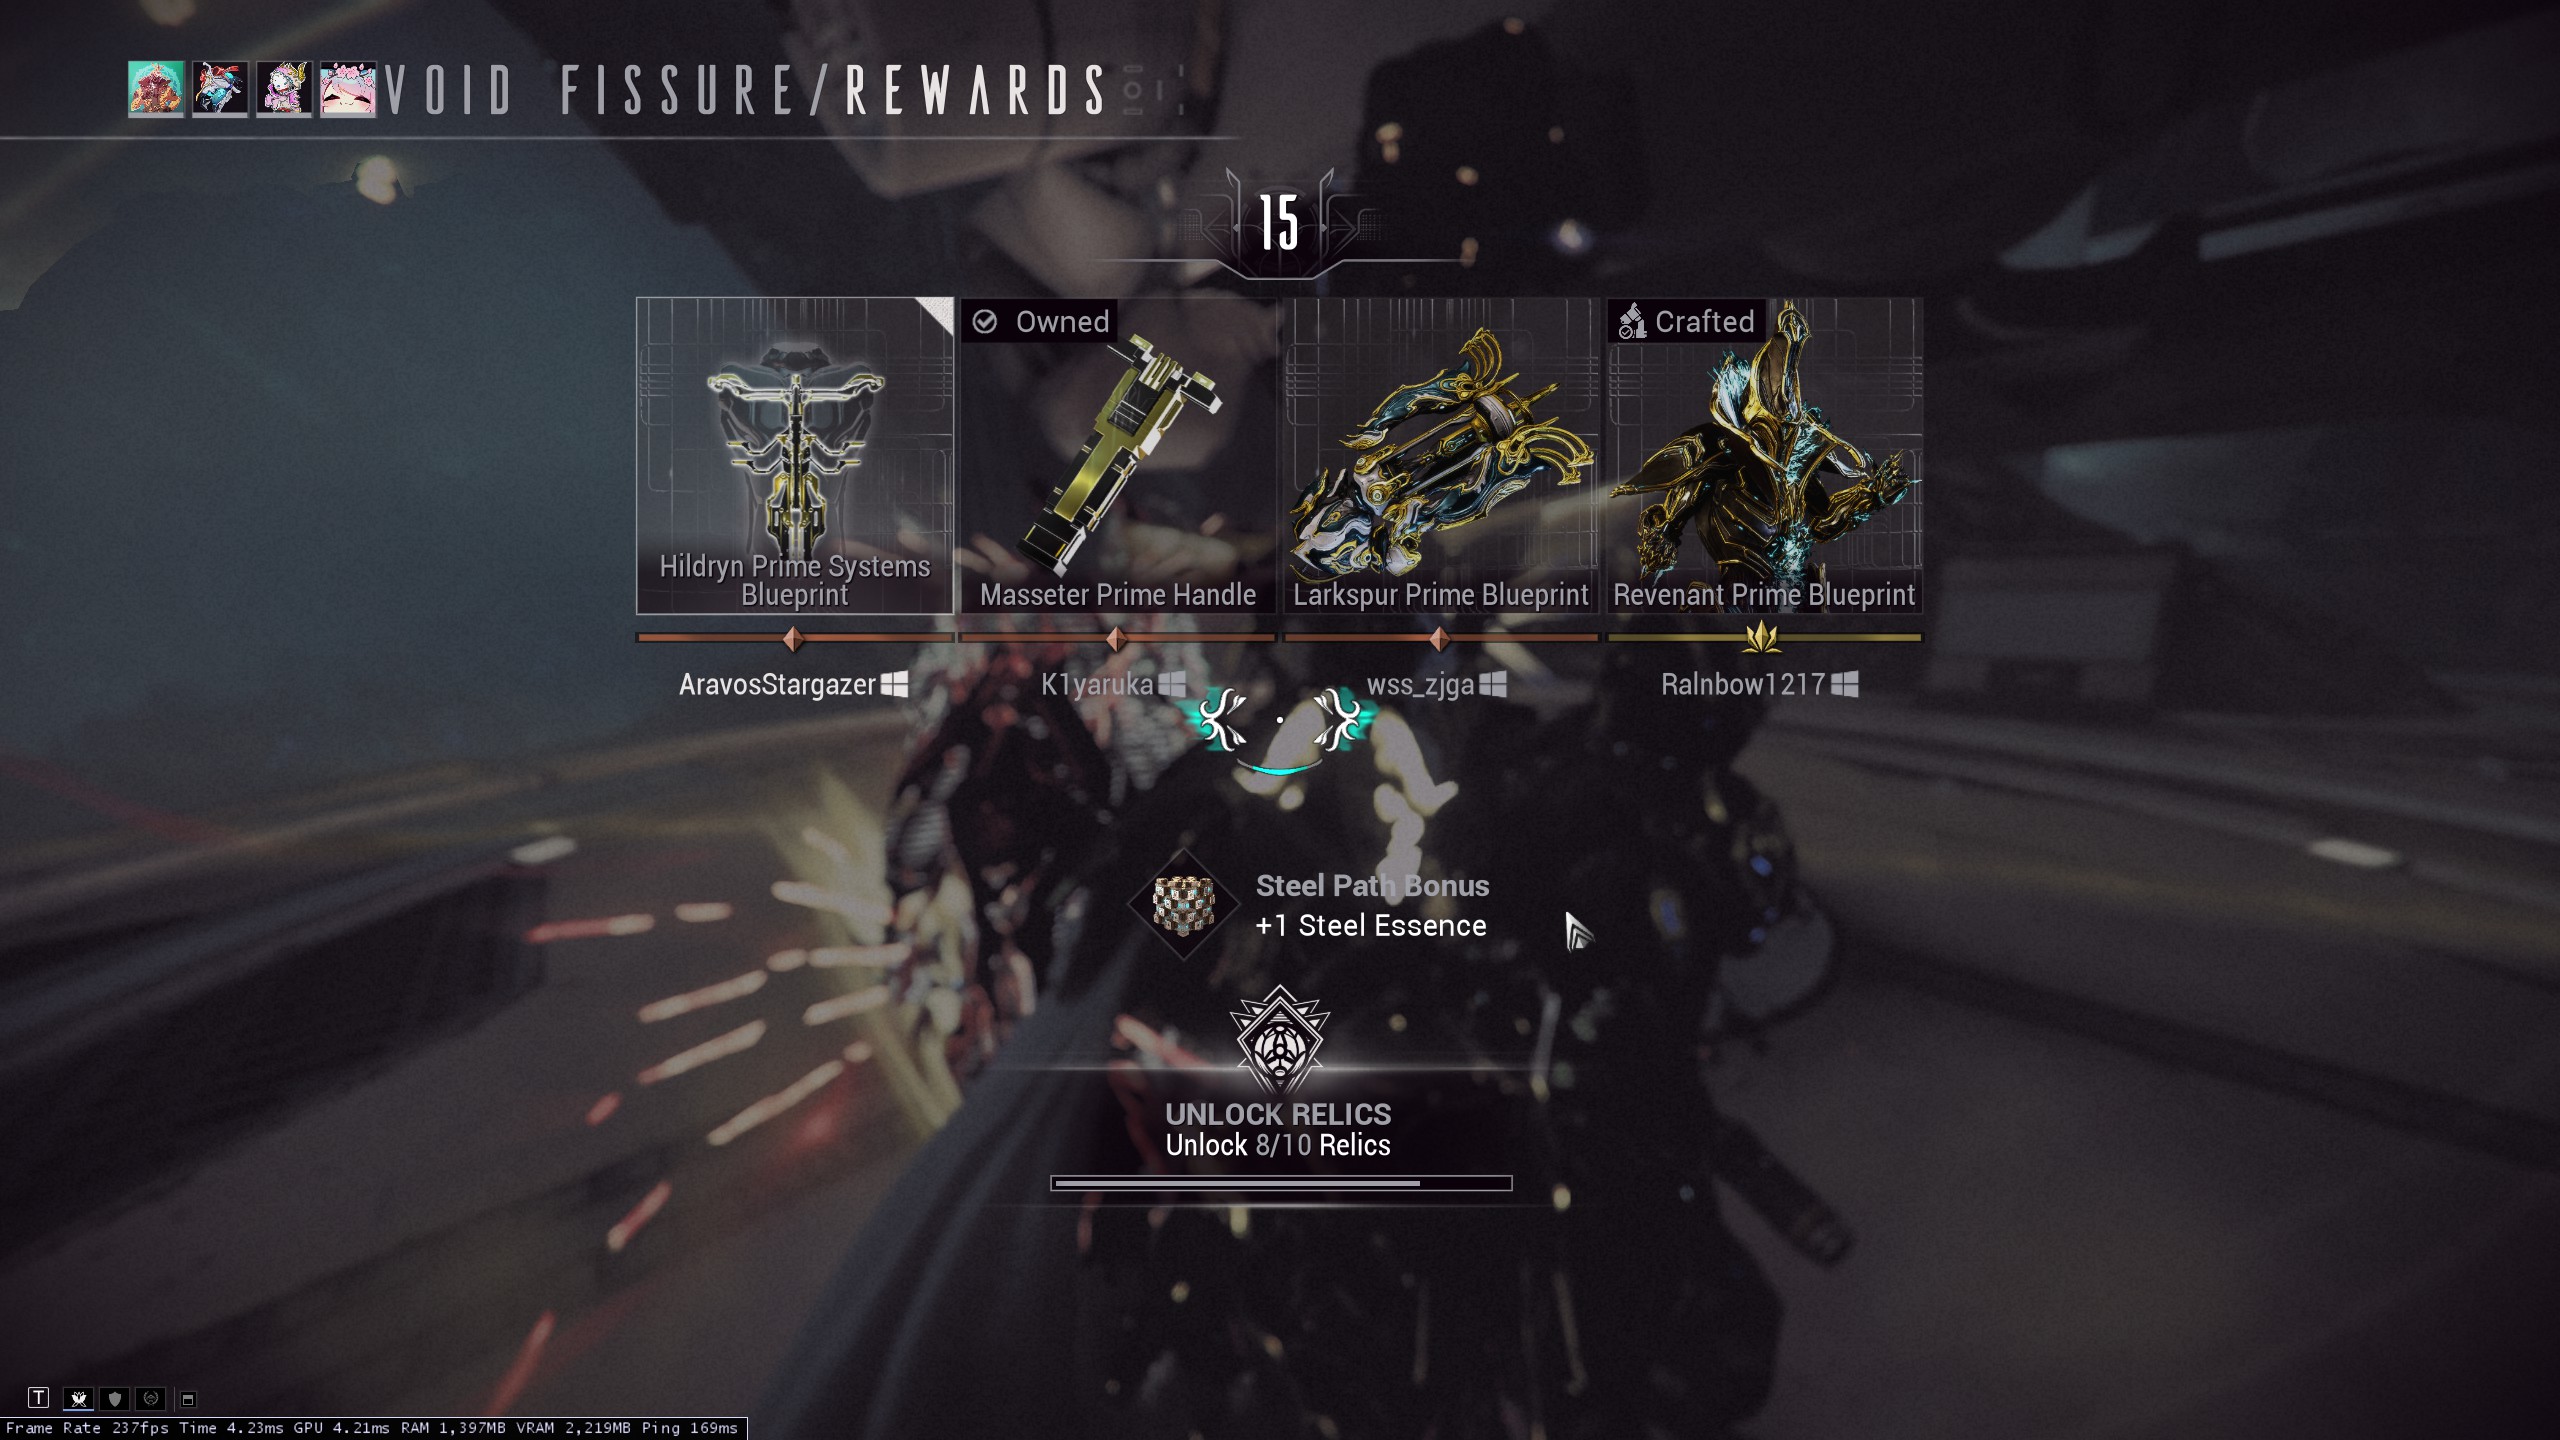 VOID FISSURE/REWARDS
15
Owned
Crafted
Hildryn Prime Systems
Blueprint
Masseter Prime Handle
Larkspur Prime Blueprint
Revenant Prime Blueprint
AravosStargazer
K1yaruka
wss_zjga
Ralnbow1217
Steel Path Bonus
+1 Steel Essence
UNLOCK RELICS
Unlock 8/10 Relics
T
Frame Rate 237fps Time 4.23ms GPU 4.21ms RAM 1,397MB VRAM 2,219MB Ping 169ms